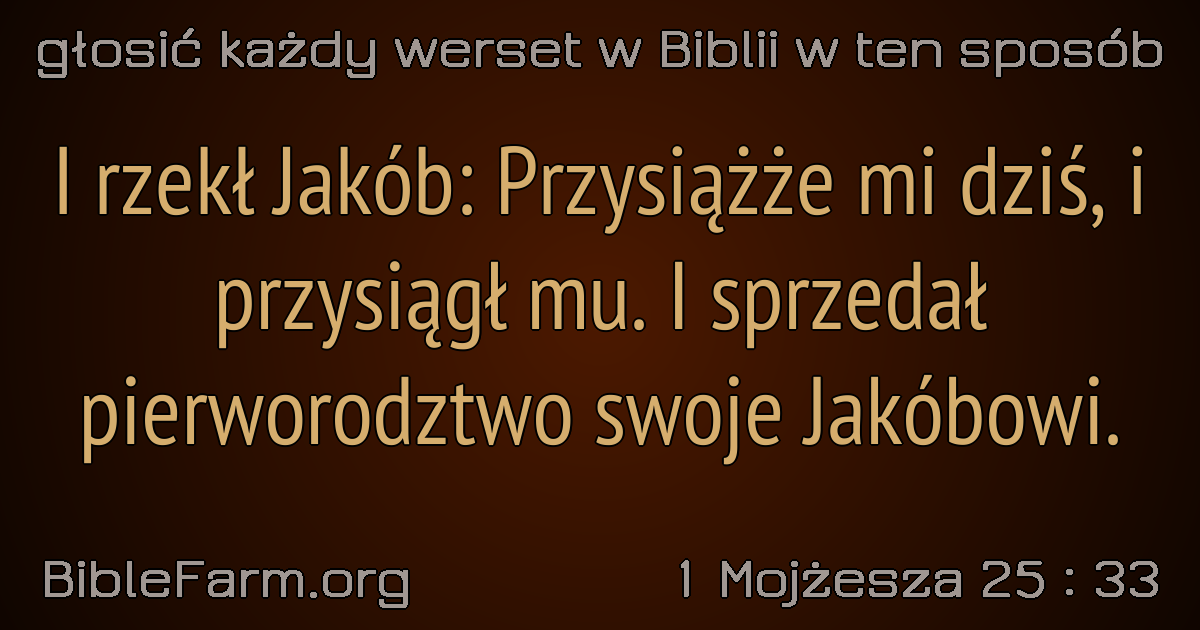 głosić każdy werset w Biblii w ten sposób
I rzekł Jakób: Przysiążże mi dziś, i
przysiągł mu. I sprzedał
pierworodztwo swoje Jakóbowi.
BibleFarm.org
1 Mojżesza 25 : 33